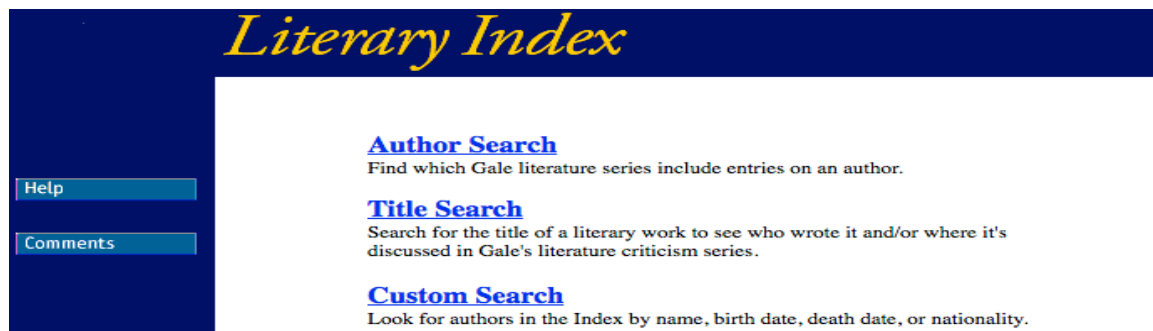 Literary Index
Author Search
Find which Gale literature series include entries on an author.
Help
Title Search
Search for the title of a literary work to see who wrote it and/or where it's
discussed in Gale's literature criticism series.
Comments
Custom Search
Look for authors in the Index by name, birth date, death date, or nationality.